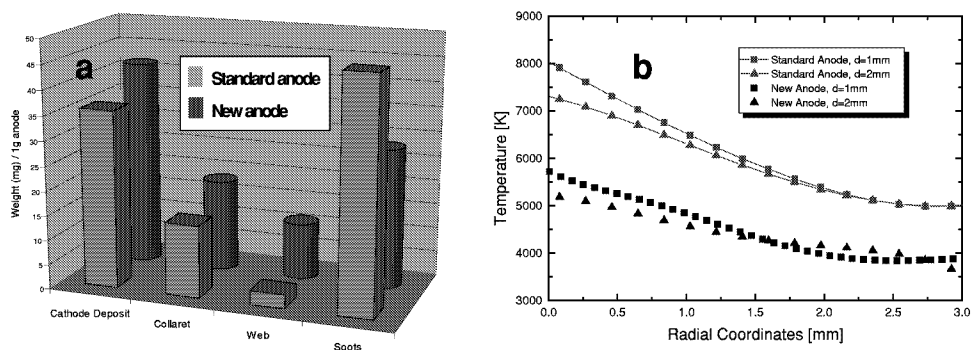 a
Standard anode
New anode
Weight (mg) / 1g anode
50
45
40
35
30
25
20
15
10
5
0
Cathode Deposit
Collaret
Web
Soots
b
Standard Anode, d=1mm
Standard Anode, d=2mm
New Anode, d=1mm
New Anode, d=2mm
Temperature [K]
9000
8000
7000
6000
5000
4000
3000
0.0 0.5 1.0 1.5 2.0 2.5 3.0
Radial Coordinates [mm]